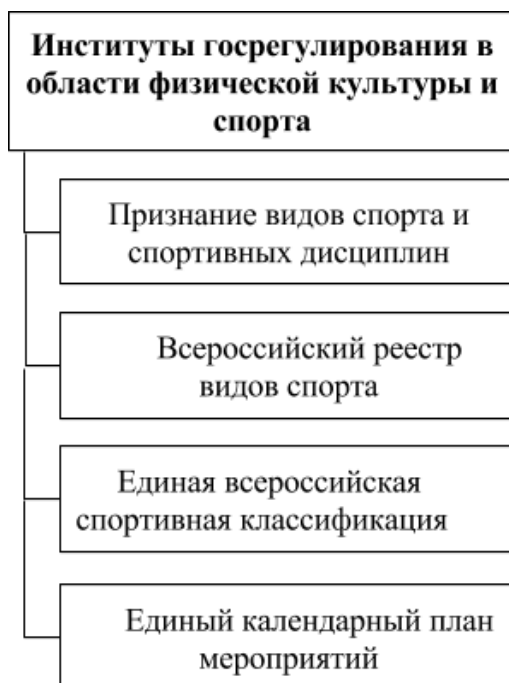 Институты госрегулирования в
области физической культуры и
спорта
Признание видов спорта и
спортивных дисциплин
Всероссийский реестр
видов спорта
Единая всероссийская
спортивная классификация
Единый календарный план
мероприятий